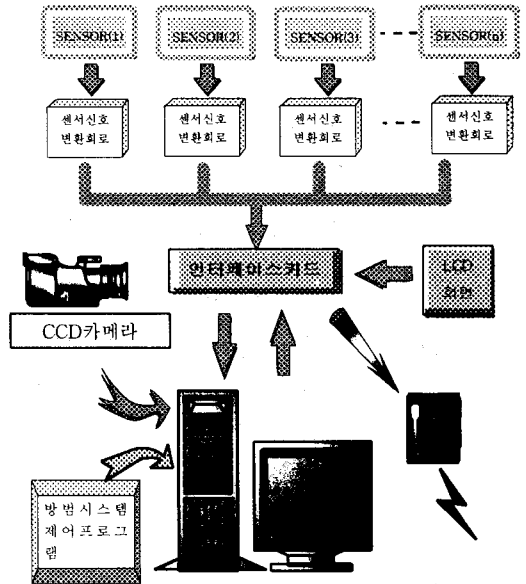 SENSOR(1) SENSOR(2) SENSOR(3) SENSOR(n)
센서신호 센서신호 센서신호 센서신호
변환회로 변환회로 변환회로 변환회로
인터페이스카드
LCD
화면
CCD카메라
방범시스템
제어프로그
램